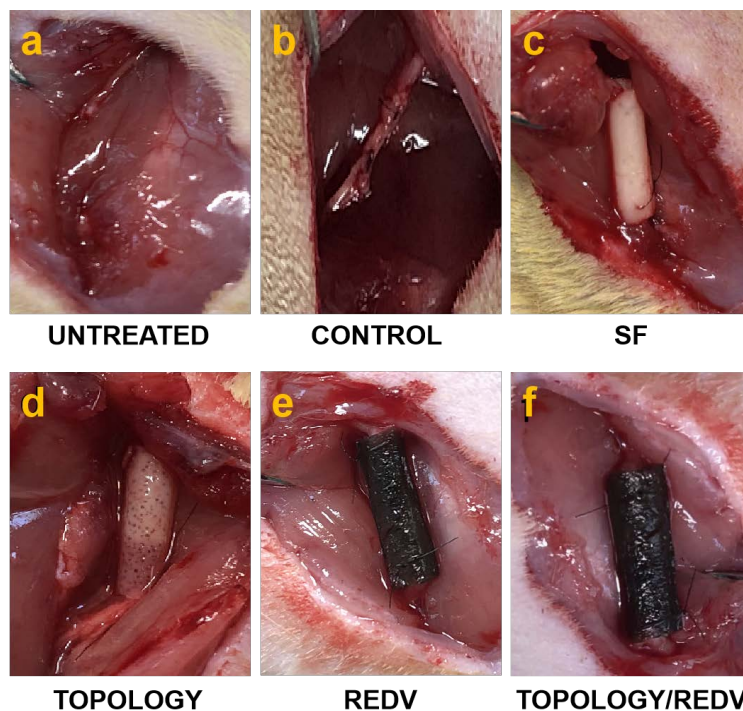 a
b
c
UNTREATED
CONTROL
SF
d
e
f
TOPOLOGY
REDV
TOPOLOGY/REDV